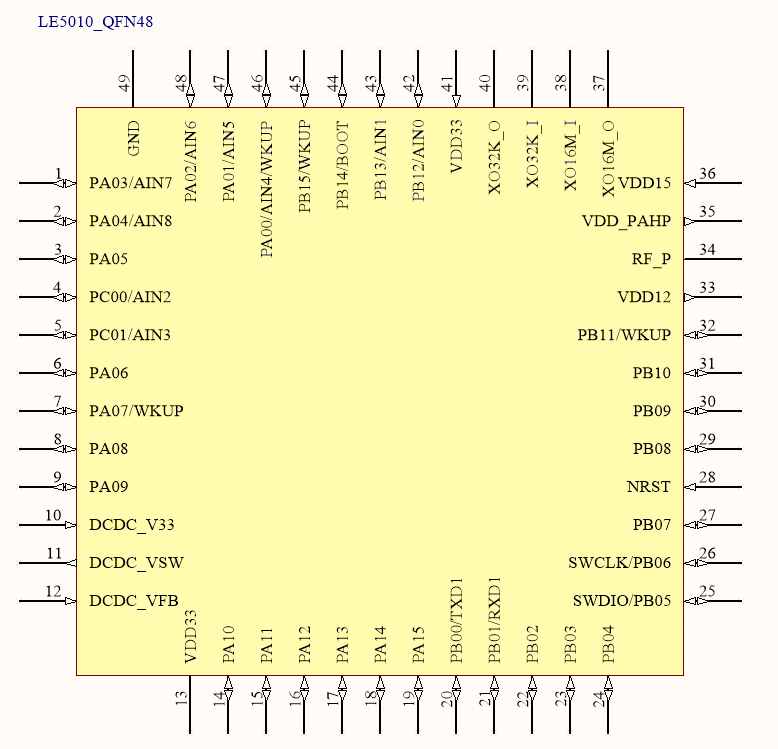 LE5010_QFN48
49 GND
48 PA02/AIN6
47 PA01/AIN5
46 PA00/AIN4/WKUP
45 PB15/WKUP
44 PB14/BOOT
43 PB13/AIN1
42 PB12/AIN0
41 VDD33
40 XO32K_O
39 XO32K_I
38 XO16M_I
37 XO16M_O
1 PA03/AIN7
2 PA04/AIN8
3 PA05
4 PC00/AIN2
5 PC01/AIN3
6 PA06
7 PA07/WKUP
8 PA08
9 PA09
10 DCDC_V33
11 DCDC_VSW
12 DCDC_VFB
VDD15 36
VDD_PAHP 35
RF_P 34
VDD12 33
PB11/WKUP 32
PB10 31
PB09 30
PB08 29
NRST 28
PB07 27
SWCLK/PB06 26
SWDIO/PB05 25
13 VDD33
14 PA10
15 PA11
16 PA12
17 PA13
18 PA14
19 PA15
20 PB00/TXD1
21 PB01/RXD1
22 PB02
23 PB03
24 PB04